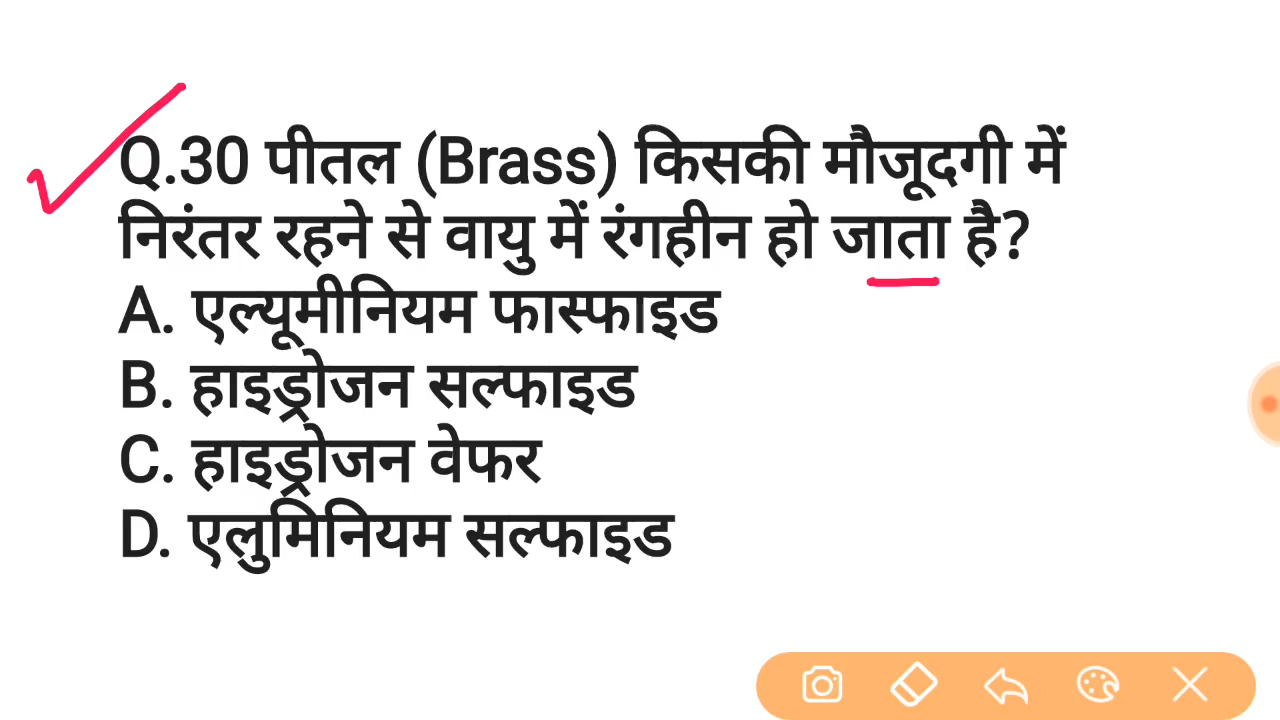 Q.30 पीतल (Brass) किसकी मौजूदगी में
निरंतर रहने से वायु में रंगहीन हो जाता है?
A. एल्यूमीनियम फास्फाइड
B. हाइड्रोजन सल्फाइड
C. हाइड्रोजन वेफर
D. एलुमिनियम सल्फाइड